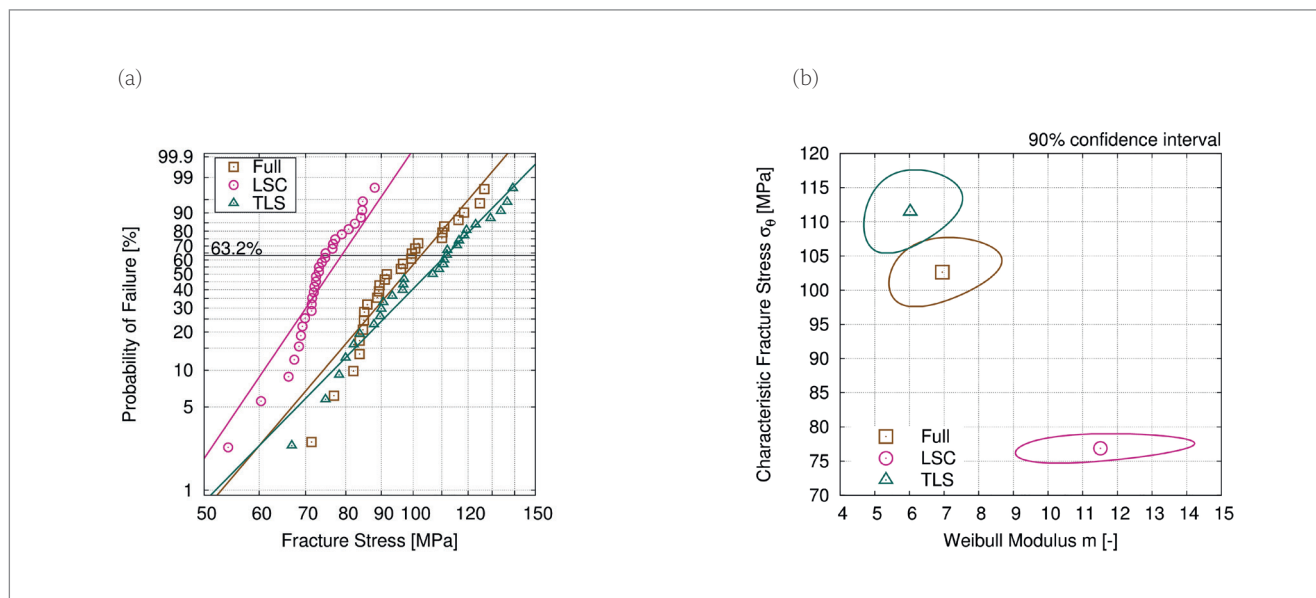 (a)
(b)
99.9
99
90
80
70
60
50
40
30
20
10
5
1
Full
LSC
TLS
63.2%
Probability of Failure [%]
50 60 70 80 90 100 120 150
Fracture Stress [MPa]
90% confidence interval
120
115
110
105
100
95
90
85
80
75
70
Characteristic Fracture Stress σθ [MPa]
Full
LSC
TLS
4 5 6 7 8 9 10 11 12 13 14 15
Weibull Modulus m [-]